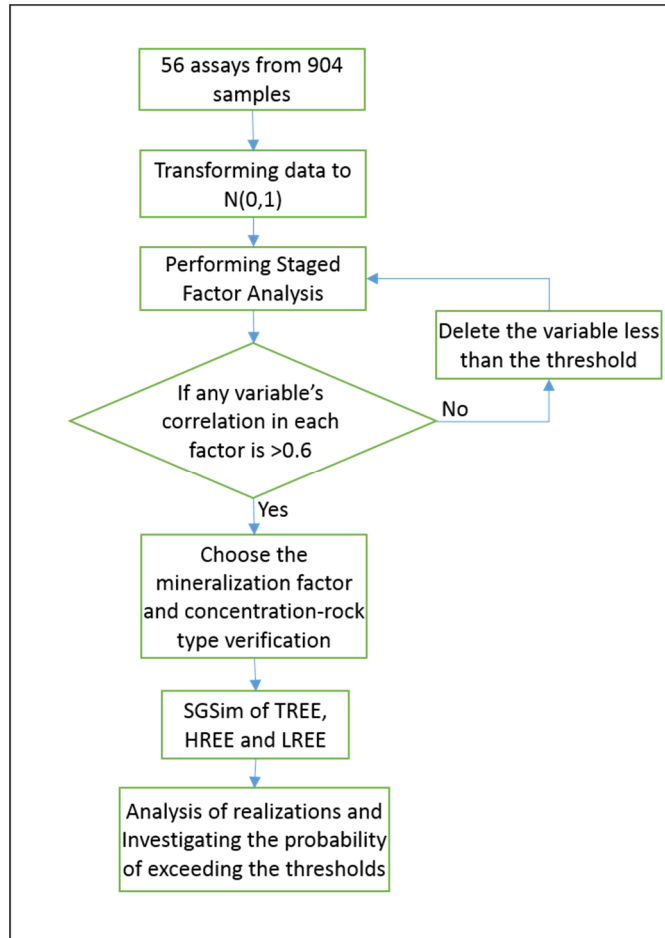 56 assays from 904
samples
Transforming data to
N(0,1)
Performing Staged
Factor Analysis
Delete the variable less
than the threshold
If any variable's
correlation in each
factor is >0.6
No
Yes
Choose the
mineralization factor
and concentration-rock
type verification
SGSim of TREE,
HREE and LREE
Analysis of realizations and
Investigating the probability
of exceeding the thresholds